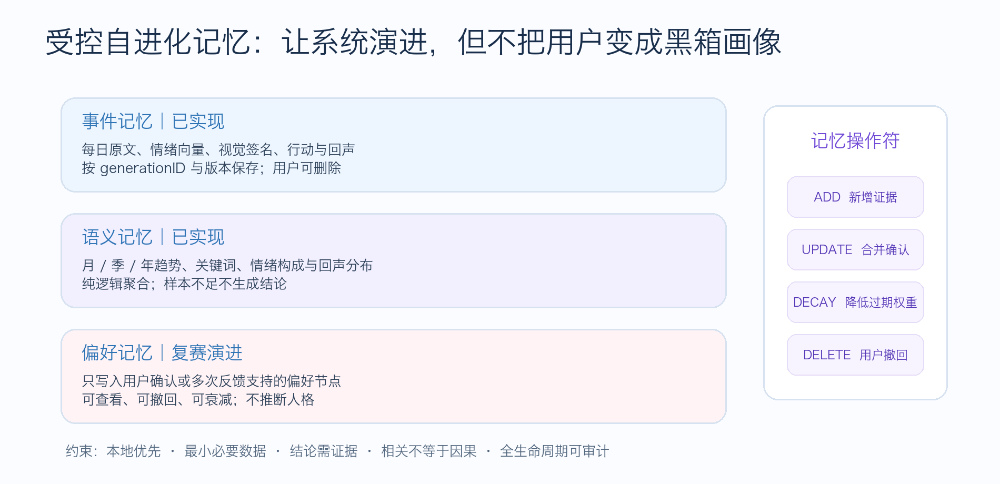 受控自进化记忆：让系统演进，但不把用户变成黑箱画像
事件记忆｜已实现
每日原文、情绪向量、视觉签名、行动与回声
按 generationID 与版本保存；用户可删除
语义记忆｜已实现
月 / 季 / 年趋势、关键词、情绪构成与回声分布
纯逻辑聚合；样本不足不生成结论
偏好记忆｜复赛演进
只写入用户确认或多次反馈支持的偏好节点
可查看、可撤回、可衰减；不推断人格
记忆操作符
ADD 新增证据
UPDATE 合并确认
DECAY 降低过期权重
DELETE 用户撤回
约束：本地优先 · 最小必要数据 · 结论需证据 · 相关不等于因果 · 全生命周期可审计